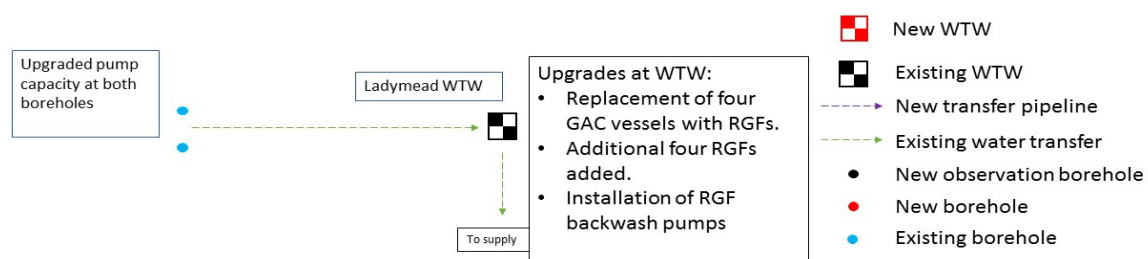 Upgraded pump
capacity at both
boreholes
Ladymead WTW
To supply
Upgrades at WTW:
• Replacement of four
GAC vessels with RGFs.
• Additional four RGFs
added.
• Installation of RGF
backwash pumps
New WTW
Existing WTW
New transfer pipeline
Existing water transfer
New observation borehole
New borehole
Existing borehole